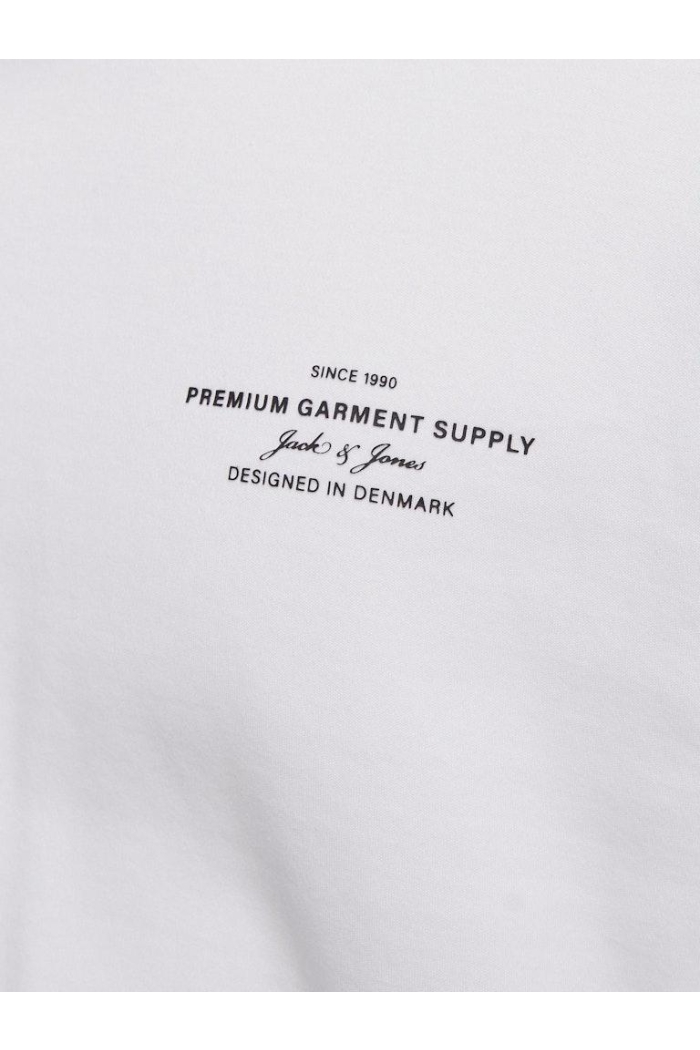 SINCE 1990
PREMIUM GARMENT SUPPLY
Jack & Jones
DESIGNED IN DENMARK